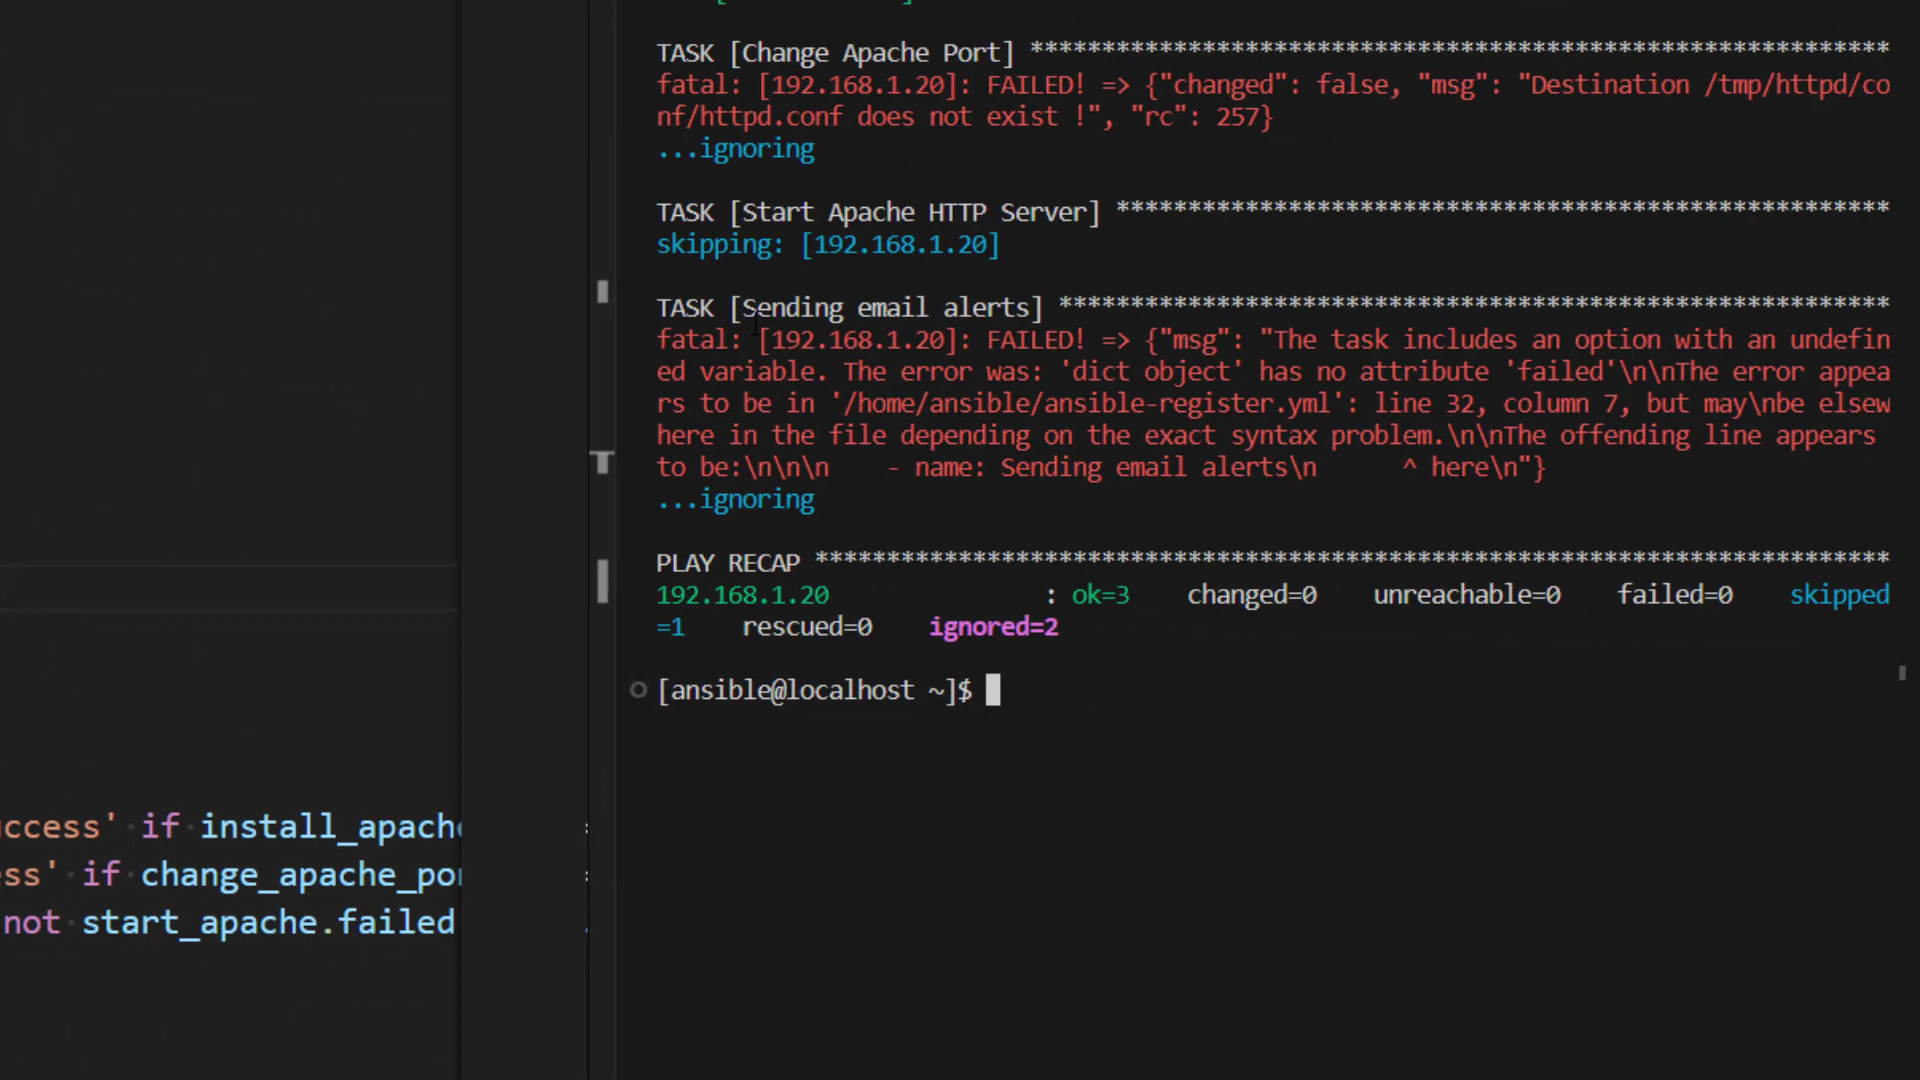 TASK [Change Apache Port] ************************************************************
fatal: [192.168.1.20]: FAILED! => {"changed": false, "msg": "Destination /tmp/httpd/co
nf/httpd.conf does not exist !", "rc": 257}
...ignoring
TASK [Start Apache HTTP Server] ******************************************************
skipping: [192.168.1.20]
TASK [Sending email alerts] **********************************************************
fatal: [192.168.1.20]: FAILED! => {"msg": "The task includes an option with an undefin
ed variable. The error was: 'dict object' has no attribute 'failed'\n\nThe error appea
rs to be in '/home/ansible/ansible-register.yml': line 32, column 7, but may\nbe elsew
here in the file depending on the exact syntax problem.\n\nThe offending line appears
to be:\n\n\n    - name: Sending email alerts\n      ^ here\n"}
...ignoring
PLAY RECAP ***************************************************************************
192.168.1.20               : ok=3    changed=0    unreachable=0    failed=0    skipped
=1    rescued=0    ignored=2
[ansible@localhost ~]$
uccess' if install_apach
ess' if change_apache_po
not start_apache.failed